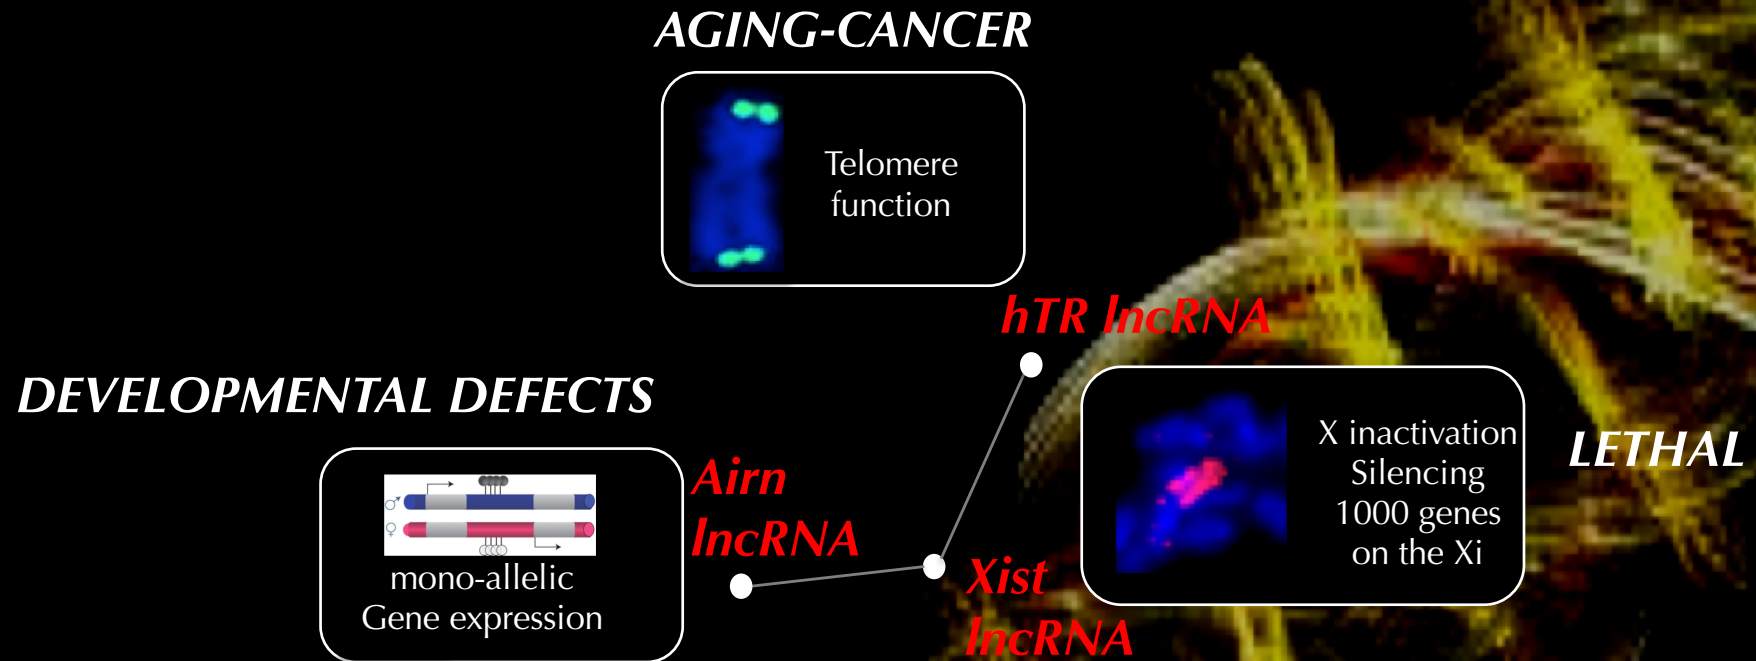 AGING-CANCER
Telomere
function
hTR lncRNA
DEVELOPMENTAL DEFECTS
mono-allelic
Gene expression
Airn
lncRNA
Xist
lncRNA
X inactivation
Silencing
1000 genes
on the Xi
LETHAL